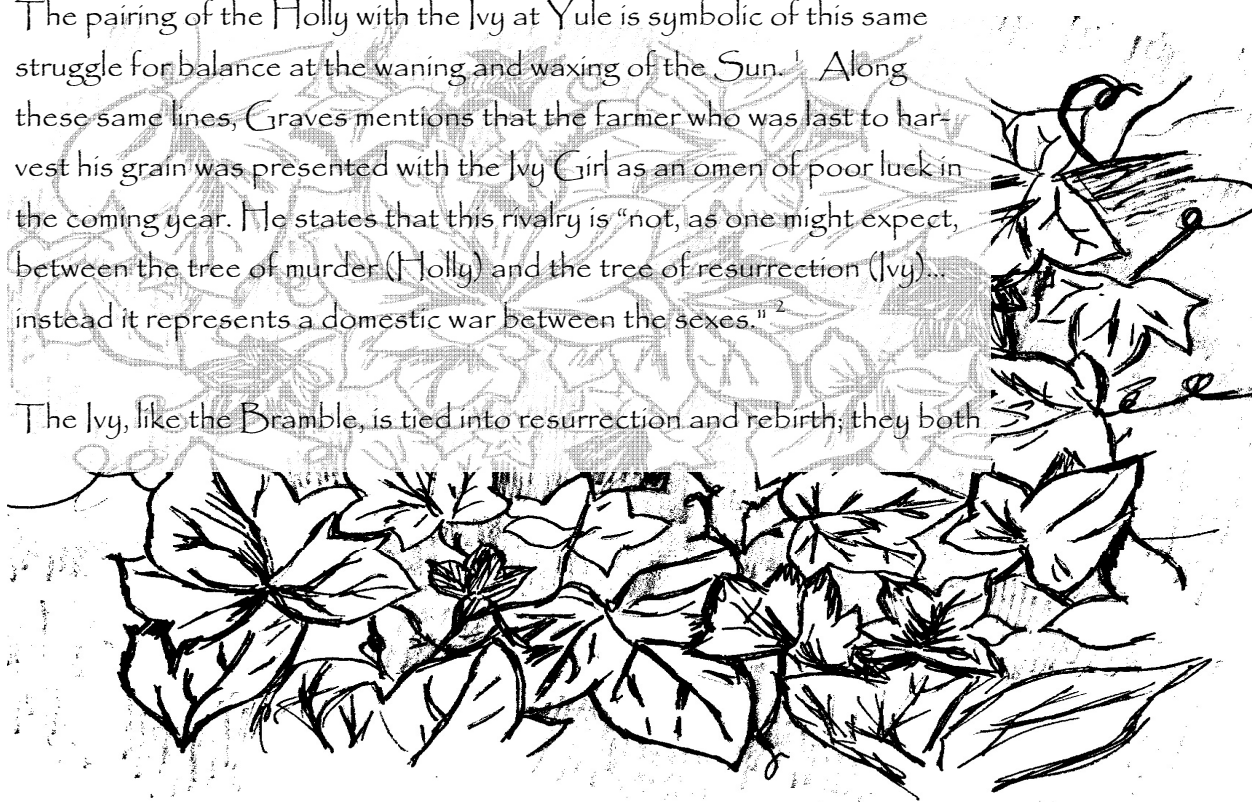 The pairing of the Holly with the Ivy at Yule is symbolic of this same
struggle for balance at the waning and waxing of the Sun. 1 Along
these same lines, Graves mentions that the farmer who was last to har-
vest his grain was presented with the Ivy Girl as an omen of poor luck in
the coming year. He states that this rivalry is “not, as one might expect,
between the tree of murder (Holly) and the tree of resurrection (Ivy)...
instead it represents a domestic war between the sexes." 2
The Ivy, like the Bramble, is tied into resurrection and rebirth; they both